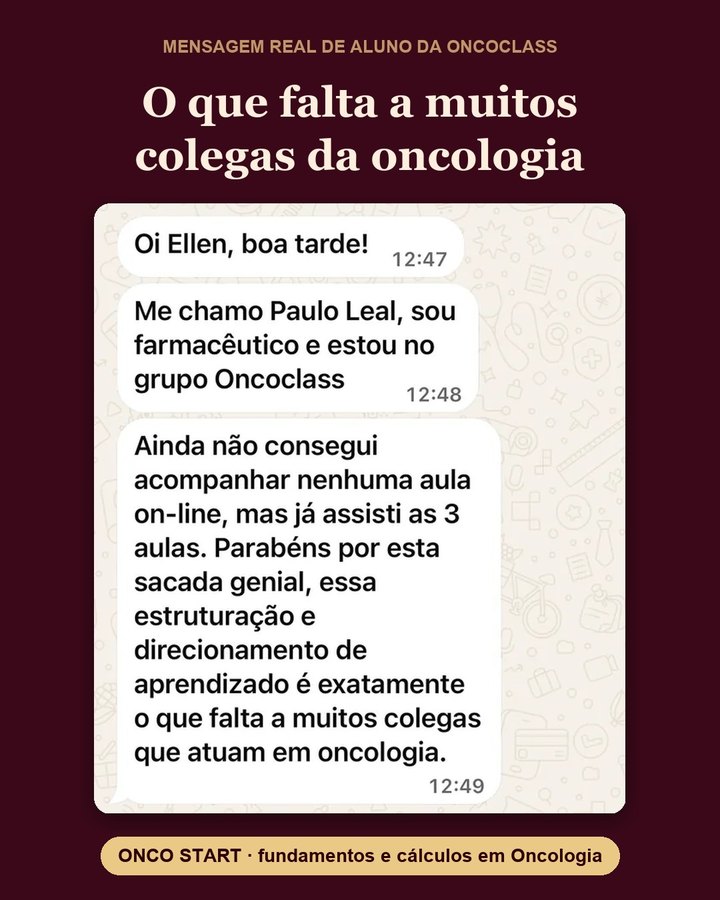 MENSAGEM REAL DE ALUNO DA ONCOCLASS
O que falta a muitos
colegas da oncologia
Oi Ellen, boa tarde!
12:47
Me chamo Paulo Leal, sou
farmacêutico e estou no
grupo Oncoclass
12:48
Ainda não consegui
acompanhar nenhuma aula
on-line, mas já assisti as 3
aulas. Parabéns por esta
sacada genial, essa
estruturação e
direcionamento de
aprendizado é exatamente
o que falta a muitos colegas
que atuam em oncologia.
12:49
ONCO START · fundamentos e cálculos em Oncologia